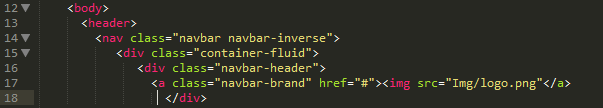 12 <body>
13 <header>
14 <nav class="navbar navbar-inverse">
15 <div class="container-fluid">
16 <div class="navbar-header">
17 <a class="navbar-brand" href="#"><img src="Img/logo.png"</a>
18 </div>